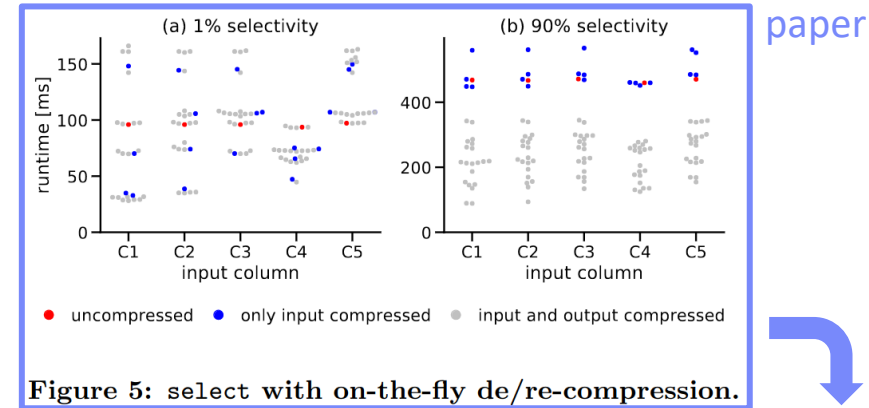 paper
(a) 1% selectivity
(b) 90% selectivity
runtime [ms]
150
100
50
0
400
200
0
C1 C2 C3 C4 C5
C1 C2 C3 C4 C5
input column
input column
uncompressed only input compressed input and output compressed
Figure 5: select with on-the-fly de/re-compression.